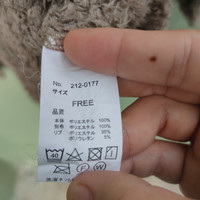 No. 212-0177
サイズ
FREE
品質
本体 ポリエステル 100%
別布 ポリエステル 100%
リブ ポリエステル 95%
ポリウレタン 5%
40